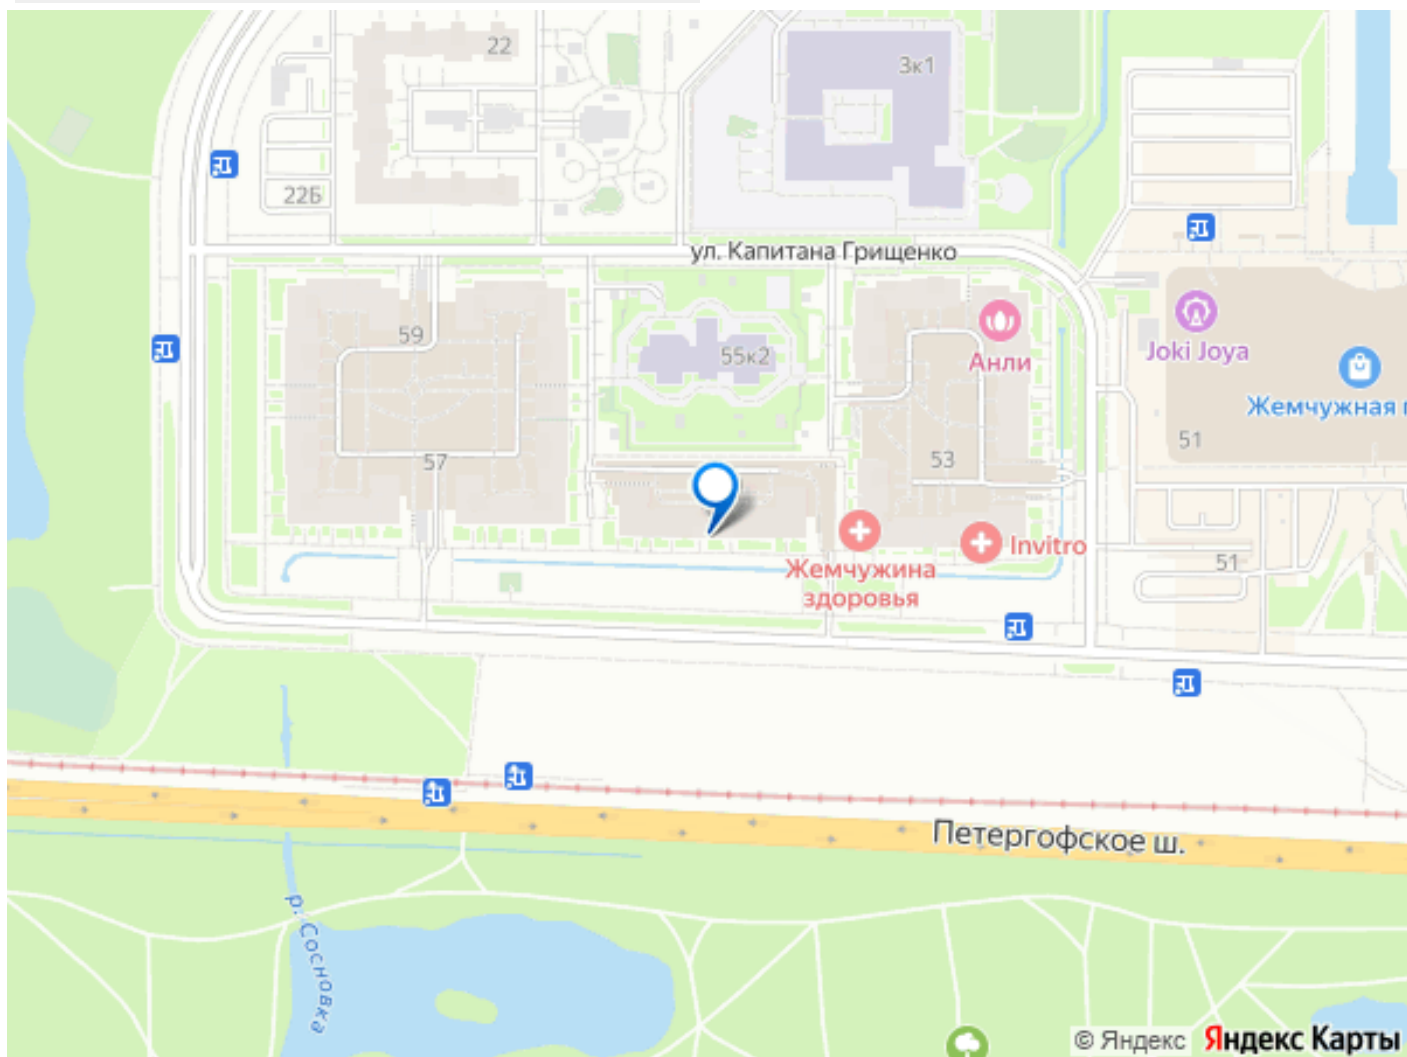 22
3к1
22Б
ул. Капитана Грищенко
59
55к2
Анли
Joki Joya
Жемчужная п
51
57
53
Invitro
Жемчужина
здоровья
51
Петергофское ш.
р. Сосновка
© Яндекс Яндекс Карты